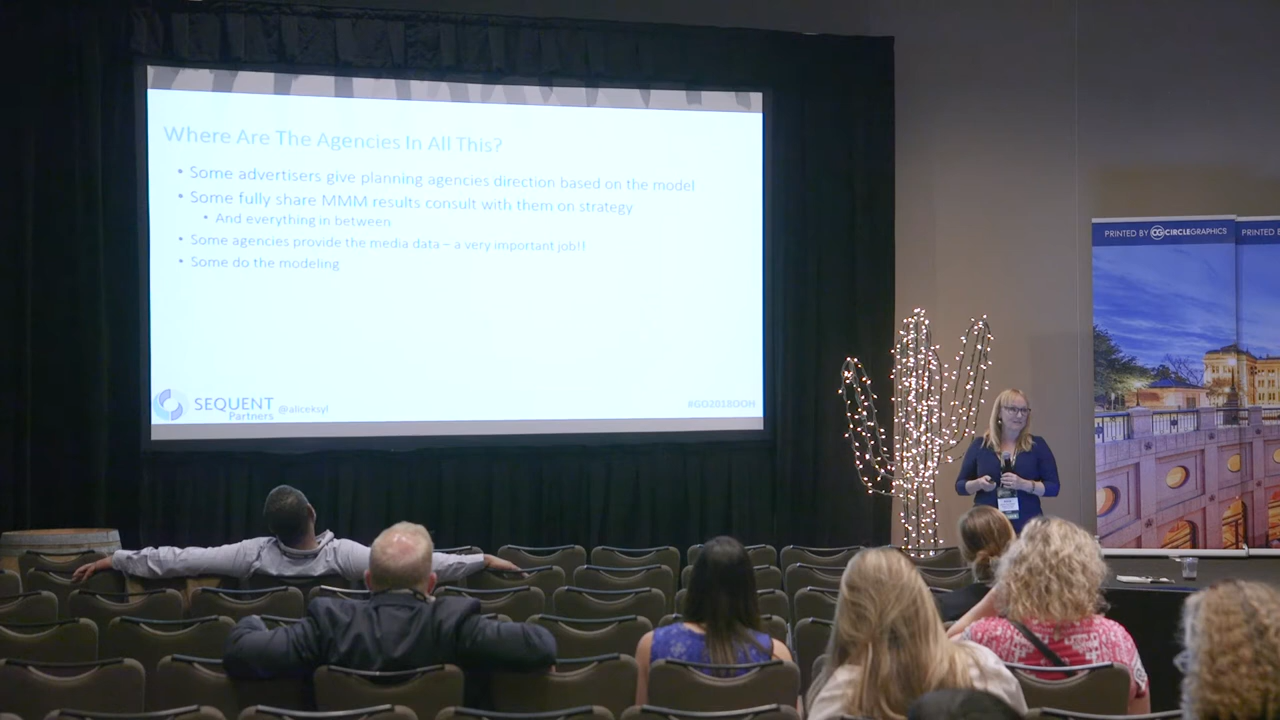 Where Are The Agencies In All This?
• Some advertisers give planning agencies direction based on the model
• Some fully share MMM results consult with them on strategy
• And everything in between
• Some agencies provide the media data – a very important job!!
• Some do the modeling
SEQUENT
Partners
@aliceksyl
#GO2018OOH
PRINTED BY CIRCLEGRAPHICS
PRINTED